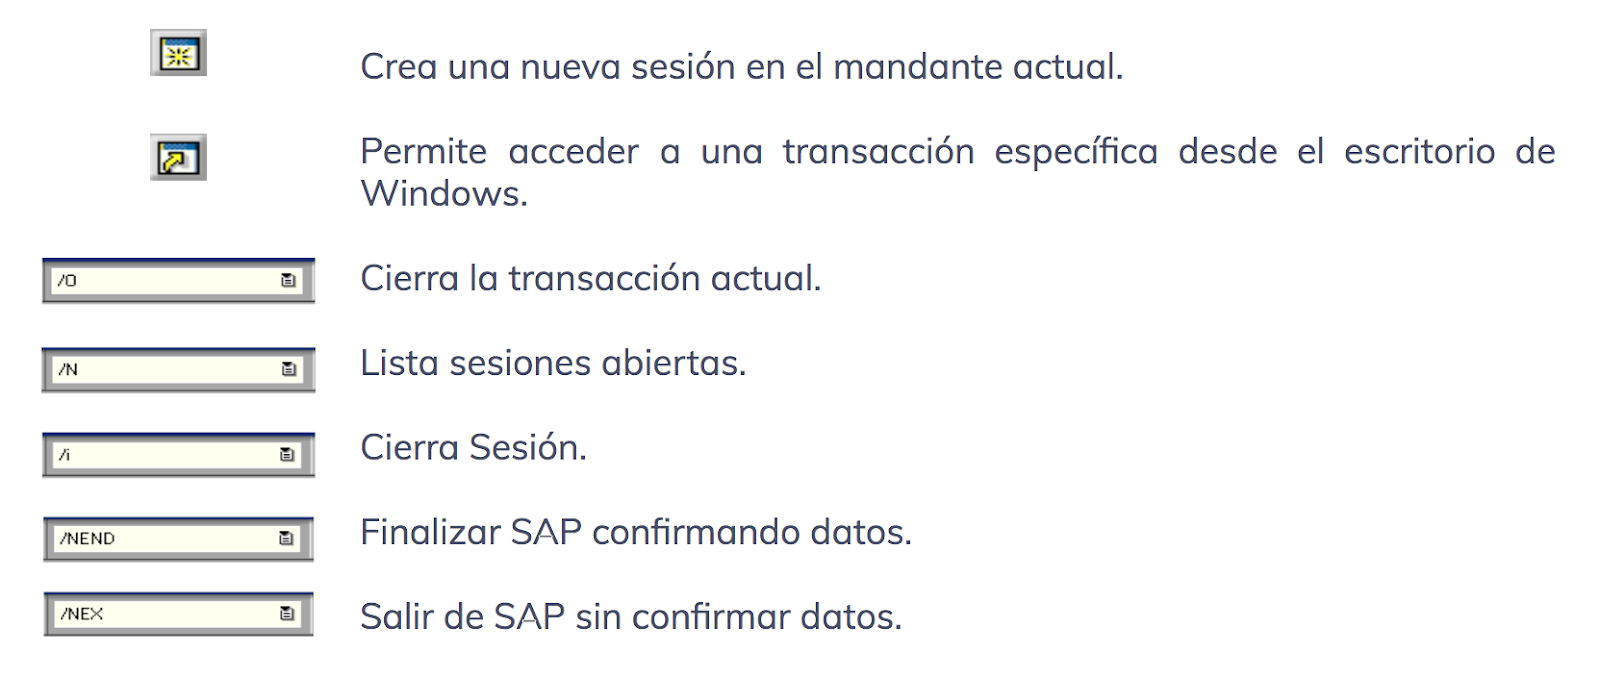 Crea una nueva sesión en el mandante actual.
Permite acceder a una transacción específica desde el escritorio de
Windows.
/O Cierra la transacción actual.
/N Lista sesiones abiertas.
/i Cierra Sesión.
/NEND Finalizar SAP confirmando datos.
/NEX Salir de SAP sin confirmar datos.